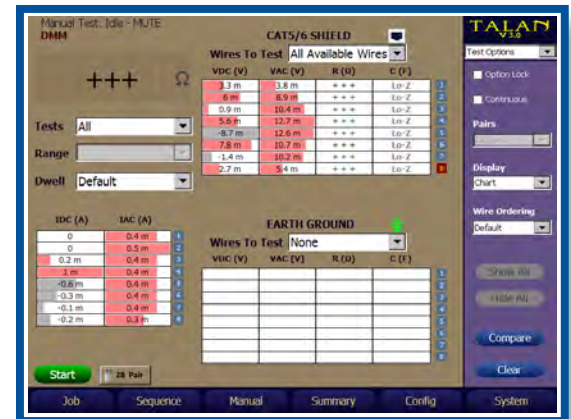 Manual Test: Idle - MUTE
DMM
+++ Ω
Tests All
Range
Dwell Default
CAT5/6 SHIELD
Wires To Test All Available Wires
VDC (V) VAC (V) R (Ω) C (F)
3.3 m 3.8 m +++ Lo-Z 1
6 m 8.9 m +++ Lo-Z 2
0.9 m 10.4 m +++ Lo-Z 3
5.6 m 12.7 m +++ Lo-Z 4
-8.7 m 12.6 m +++ Lo-Z 5
7.8 m 10.7 m +++ Lo-Z 6
-1.4 m 10.2 m +++ Lo-Z 7
2.7 m 5.4 m +++ Lo-Z 8
IDC (A) IAC (A)
0 0.4 m 1
0 0.5 m 2
0.2 m 0.4 m 3
1 m 0.4 m 4
-0.6 m 0.4 m 5
-0.3 m 0.4 m 6
-0.1 m 0.4 m 7
-0.2 m 0.3 m 8
EARTH GROUND
Wires To Test None
VDC (V) VAC (V) R (Ω) C (F)
1
2
3
4
5
6
7
8
Start
28 Pair
TALAN
V 3.0
Test Options
Option Lock
Continuous
Pairs
Display
Chart
Wire Ordering
Default
Show All
Hide All
Compare
Clear
Job Sequence Manual Summary Config System